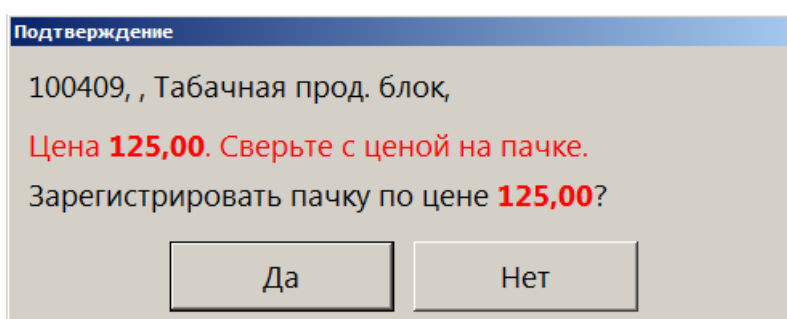 Подтверждение
100409, , Табачная прод. блок,
Цена 125,00. Сверьте с ценой на пачке.
Зарегистрировать пачку по цене 125,00?
Да
Нет